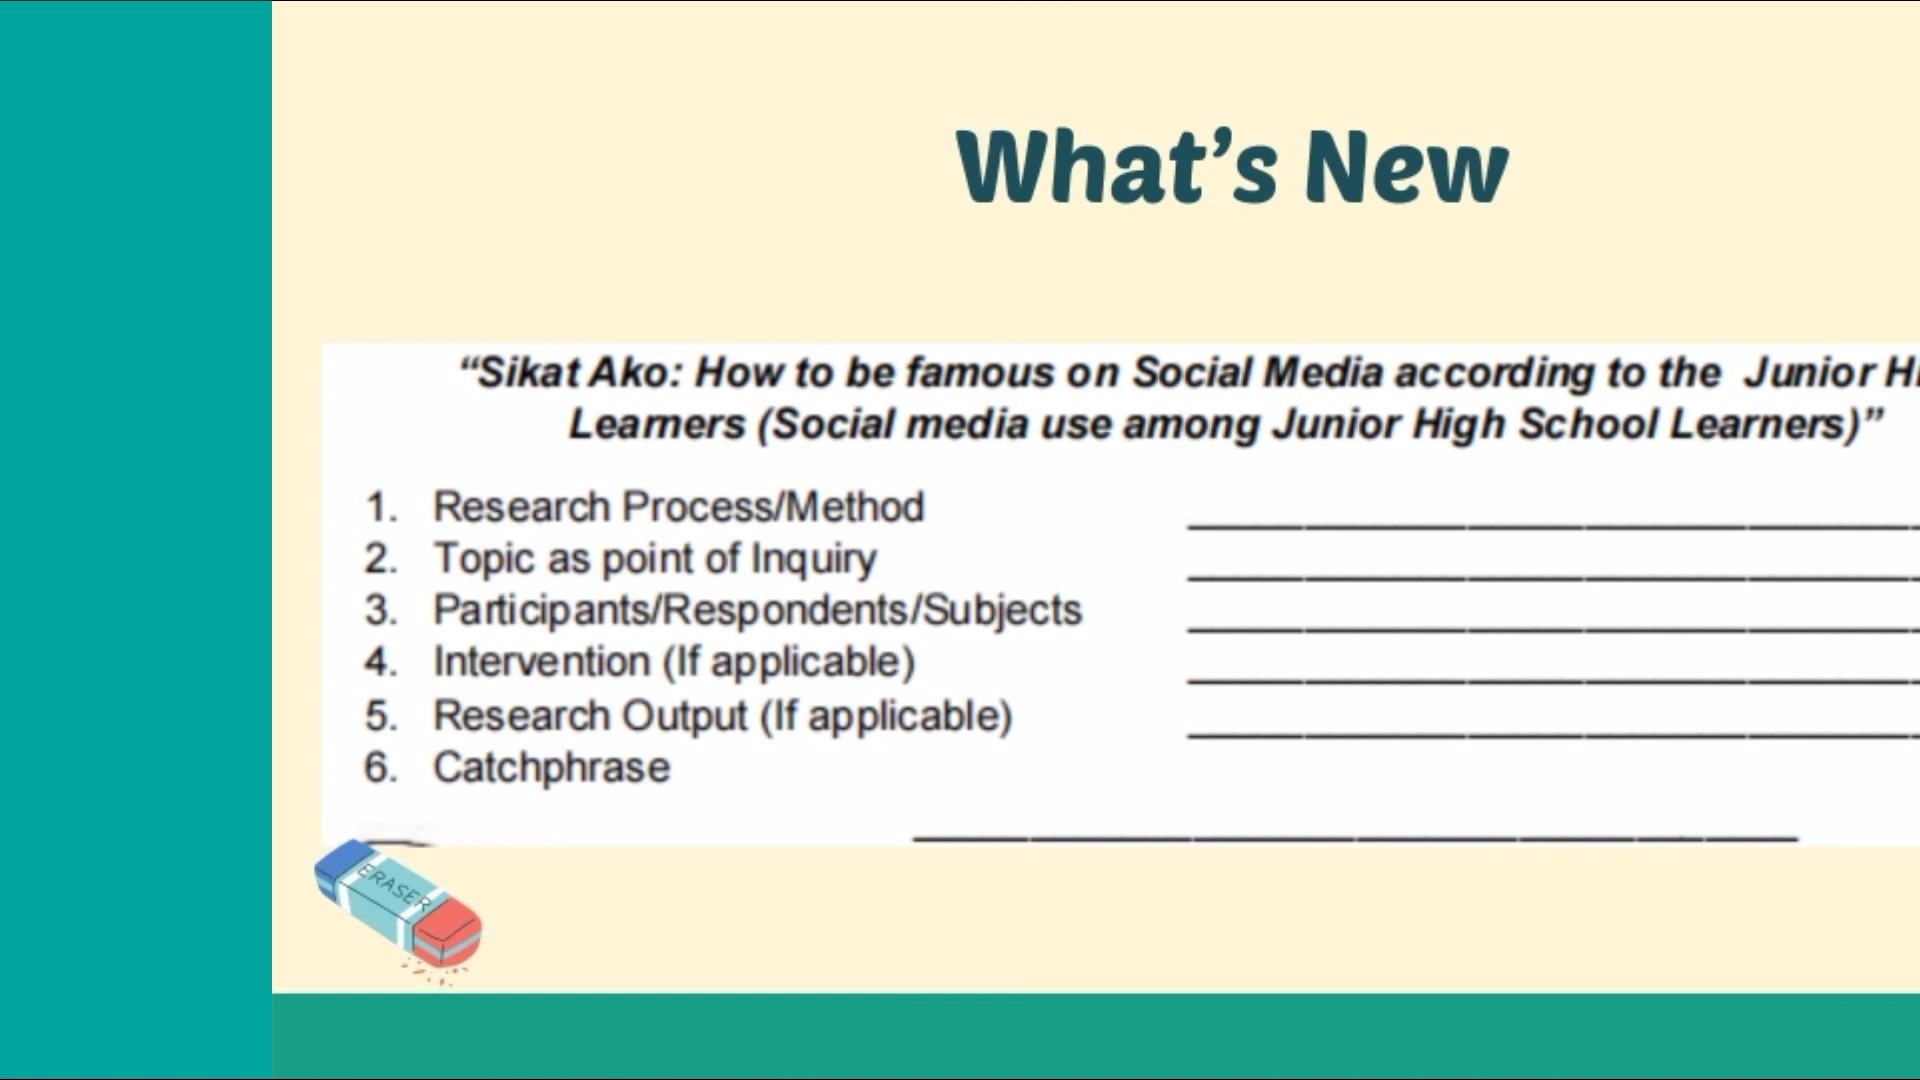 What's New
“Sikat Ako: How to be famous on Social Media according to the Junior
Learners (Social media use among Junior High School Learners)”
1. Research Process/Method
2. Topic as point of Inquiry
3. Participants/Respondents/Subjects
4. Intervention (If applicable)
5. Research Output (If applicable)
6. Catchphrase
ERASER